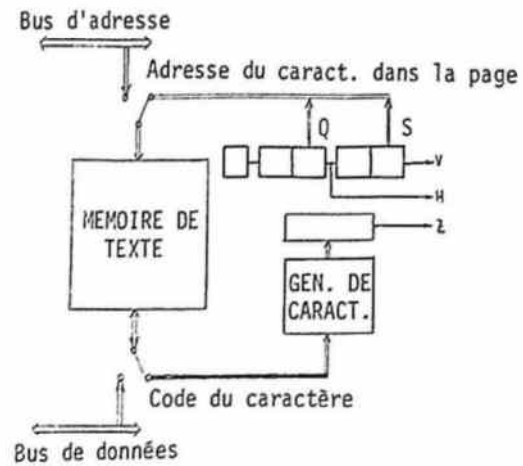 Bus d'adresse
Adresse du caract. dans la page
Q
S
V
H
MEMOIRE DE
TEXTE
Z
GEN. DE
CARACT.
Code du caractère
Bus de données